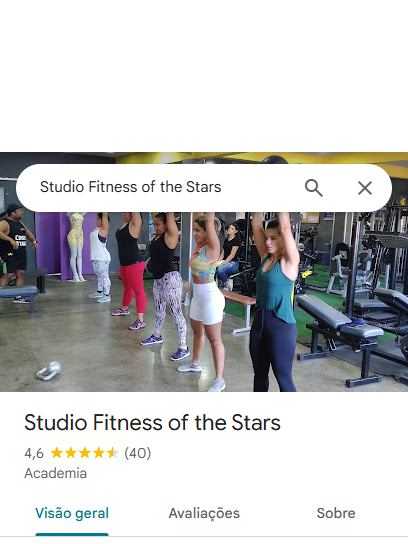 Studio Fitness of the Stars
Studio Fitness of the Stars
4,6 (40)
Academia
Visão geral Avaliações Sobre